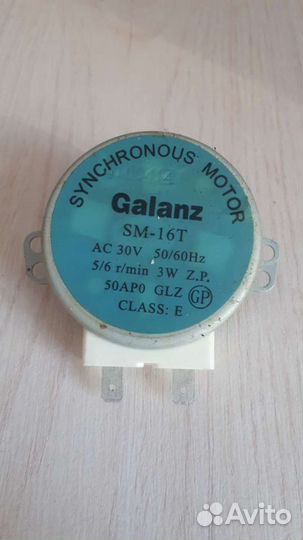 SYNCHRONOUS MOTOR
Galanz
SM-16T
AC 30V 50/60Hz
5/6 r/min 3W Z.P.
50AP0 GLZ GP
CLASS: E
Avito